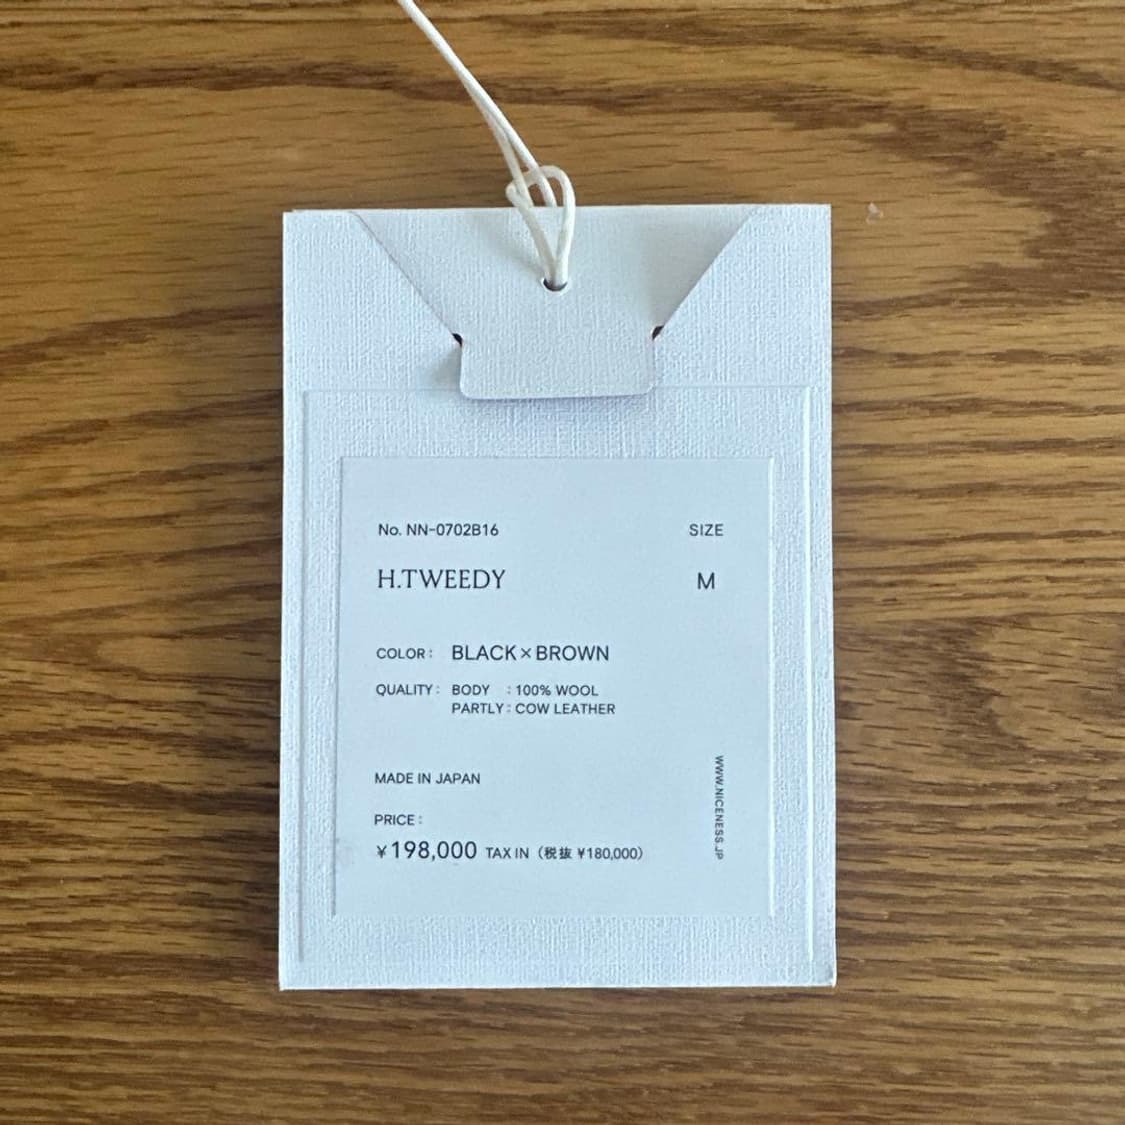 No. NN-0702B16 SIZE
H.TWEEDY M
COLOR : BLACK×BROWN
QUALITY : BODY : 100% WOOL
PARTLY : COW LEATHER
MADE IN JAPAN
PRICE :
¥198,000 TAX IN (税抜 ¥180,000)
WWW.NICENESS.JP